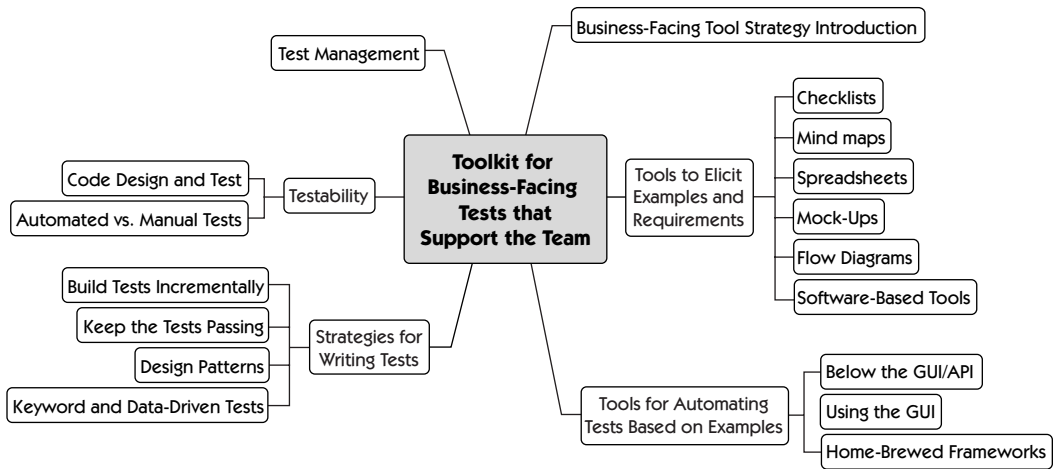 Business-Facing Tool Strategy Introduction
Test Management
Toolkit for
Business-Facing
Tests that
Support the Team
Tools to Elicit
Examples and
Requirements
Checklists
Mind maps
Spreadsheets
Mock-Ups
Flow Diagrams
Software-Based Tools
Testability
Code Design and Test
Automated vs. Manual Tests
Strategies for
Writing Tests
Build Tests Incrementally
Keep the Tests Passing
Design Patterns
Keyword and Data-Driven Tests
Tools for Automating
Tests Based on Examples
Below the GUI/API
Using the GUI
Home-Brewed Frameworks